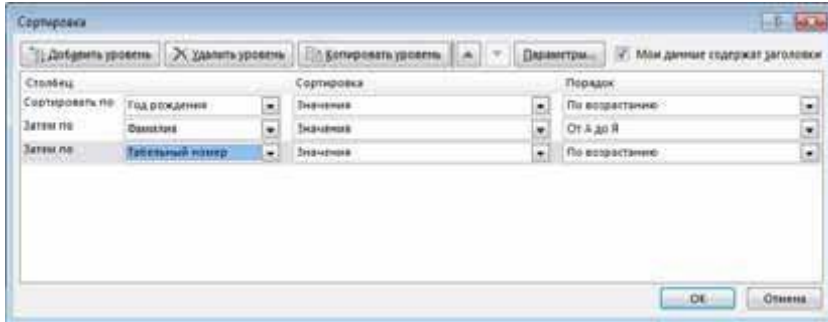 Сортировка
Добавить уровень Удалить уровень Копировать уровень Параметры... Мои данные содержат заголовки
Столбец Сортировка Порядок
Сортировать по Год рождения Значения По возрастанию
Затем по Фамилия Значения От А до Я
Затем по Табельный номер Значения По возрастанию
ОК Отмена